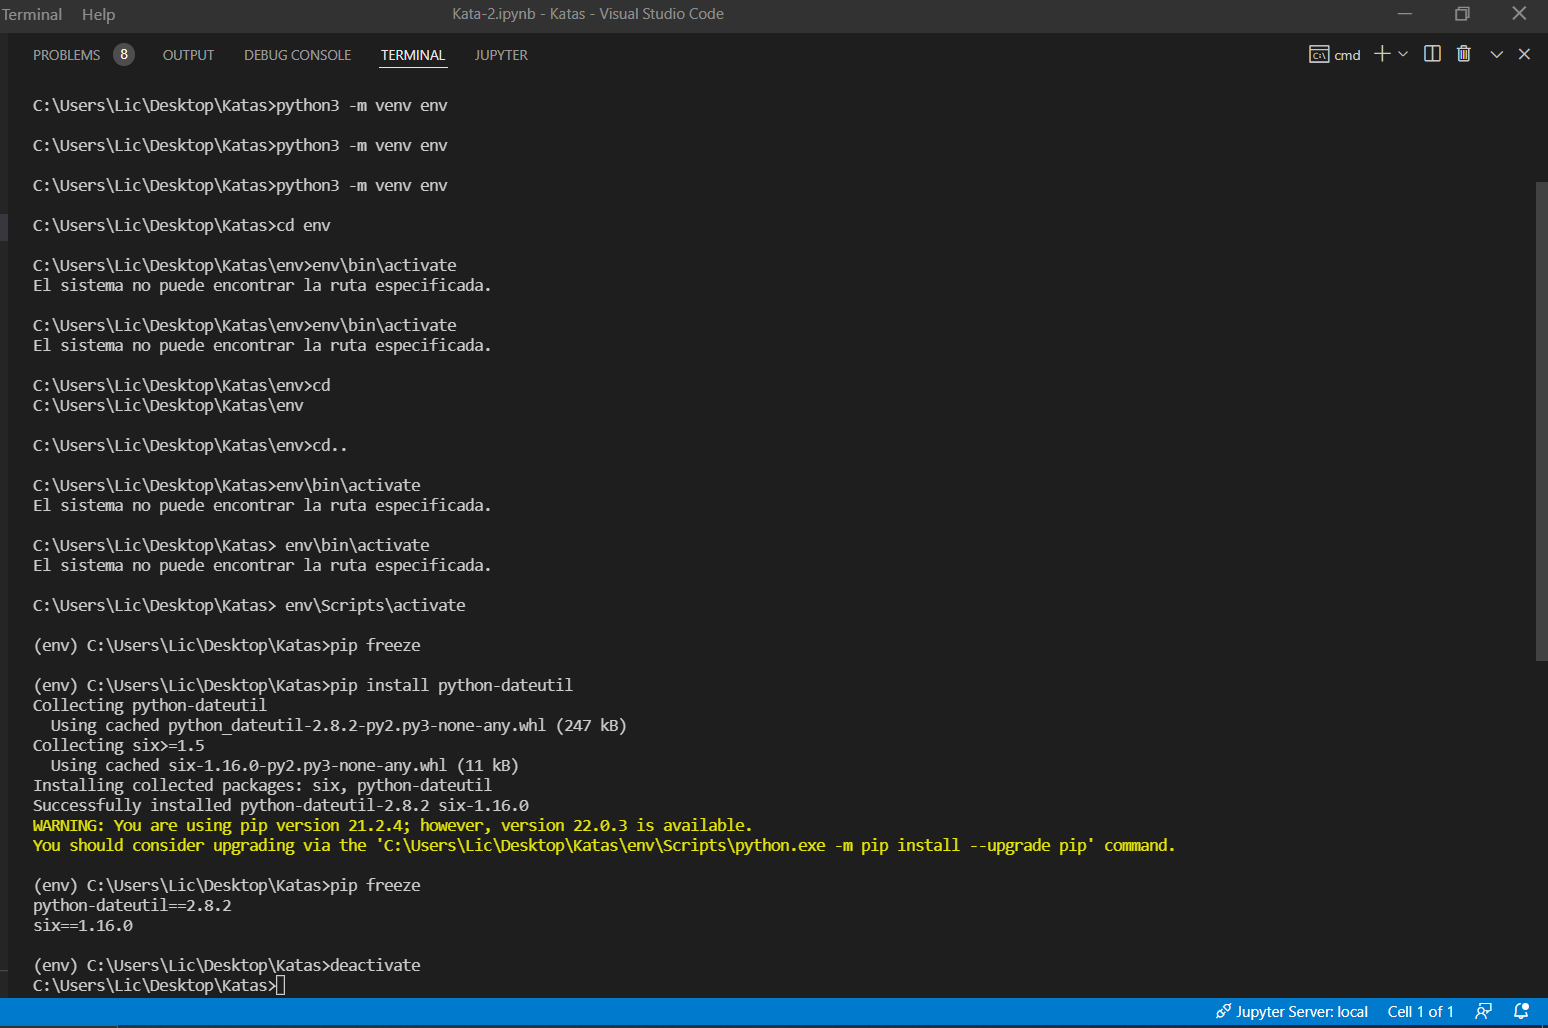 Terminal Help Kata-2.ipynb - Katas - Visual Studio Code
PROBLEMS 8 OUTPUT DEBUG CONSOLE TERMINAL JUPYTER cmd
C:\Users\Lic\Desktop\Katas>python3 -m venv env
C:\Users\Lic\Desktop\Katas>python3 -m venv env
C:\Users\Lic\Desktop\Katas>python3 -m venv env
C:\Users\Lic\Desktop\Katas>cd env
C:\Users\Lic\Desktop\Katas\env>env\bin\activate
El sistema no puede encontrar la ruta especificada.
C:\Users\Lic\Desktop\Katas\env>env\bin\activate
El sistema no puede encontrar la ruta especificada.
C:\Users\Lic\Desktop\Katas\env>cd
C:\Users\Lic\Desktop\Katas\env
C:\Users\Lic\Desktop\Katas\env>cd..
C:\Users\Lic\Desktop\Katas>env\bin\activate
El sistema no puede encontrar la ruta especificada.
C:\Users\Lic\Desktop\Katas> env\bin\activate
El sistema no puede encontrar la ruta especificada.
C:\Users\Lic\Desktop\Katas> env\Scripts\activate
(env) C:\Users\Lic\Desktop\Katas>pip freeze
(env) C:\Users\Lic\Desktop\Katas>pip install python-dateutil
Collecting python-dateutil
  Using cached python_dateutil-2.8.2-py2.py3-none-any.whl (247 kB)
Collecting six>=1.5
  Using cached six-1.16.0-py2.py3-none-any.whl (11 kB)
Installing collected packages: six, python-dateutil
Successfully installed python-dateutil-2.8.2 six-1.16.0
WARNING: You are using pip version 21.2.4; however, version 22.0.3 is available.
You should consider upgrading via the 'C:\Users\Lic\Desktop\Katas\env\Scripts\python.exe -m pip install --upgrade pip' command.
(env) C:\Users\Lic\Desktop\Katas>pip freeze
python-dateutil==2.8.2
six==1.16.0
(env) C:\Users\Lic\Desktop\Katas>deactivate
C:\Users\Lic\Desktop\Katas>
Jupyter Server: local Cell 1 of 1